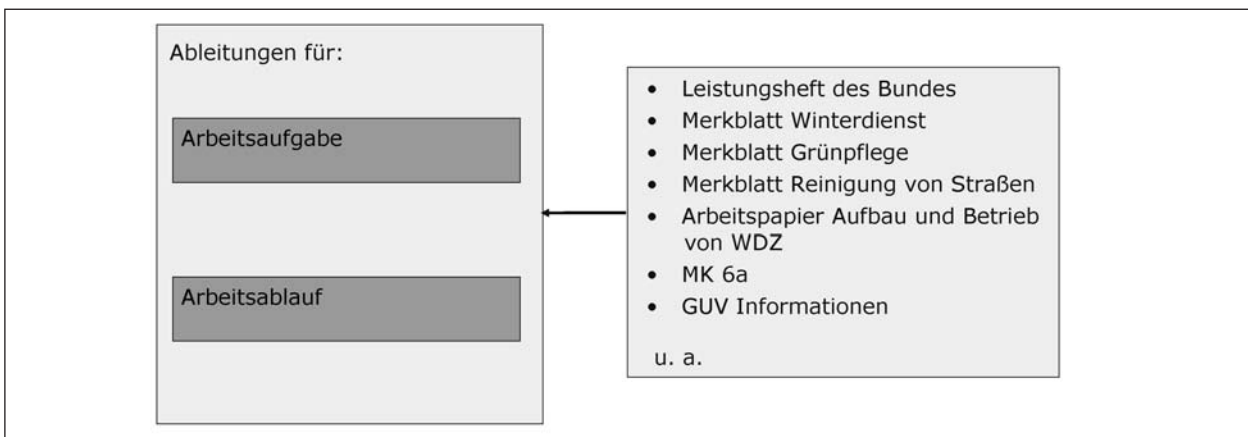 Ableitungen für:
Arbeitsaufgabe
Arbeitsablauf
• Leistungsheft des Bundes
• Merkblatt Winterdienst
• Merkblatt Grünpflege
• Merkblatt Reinigung von Straßen
• Arbeitspapier Aufbau und Betrieb
von WDZ
• MK 6a
• GUV Informationen
u. a.